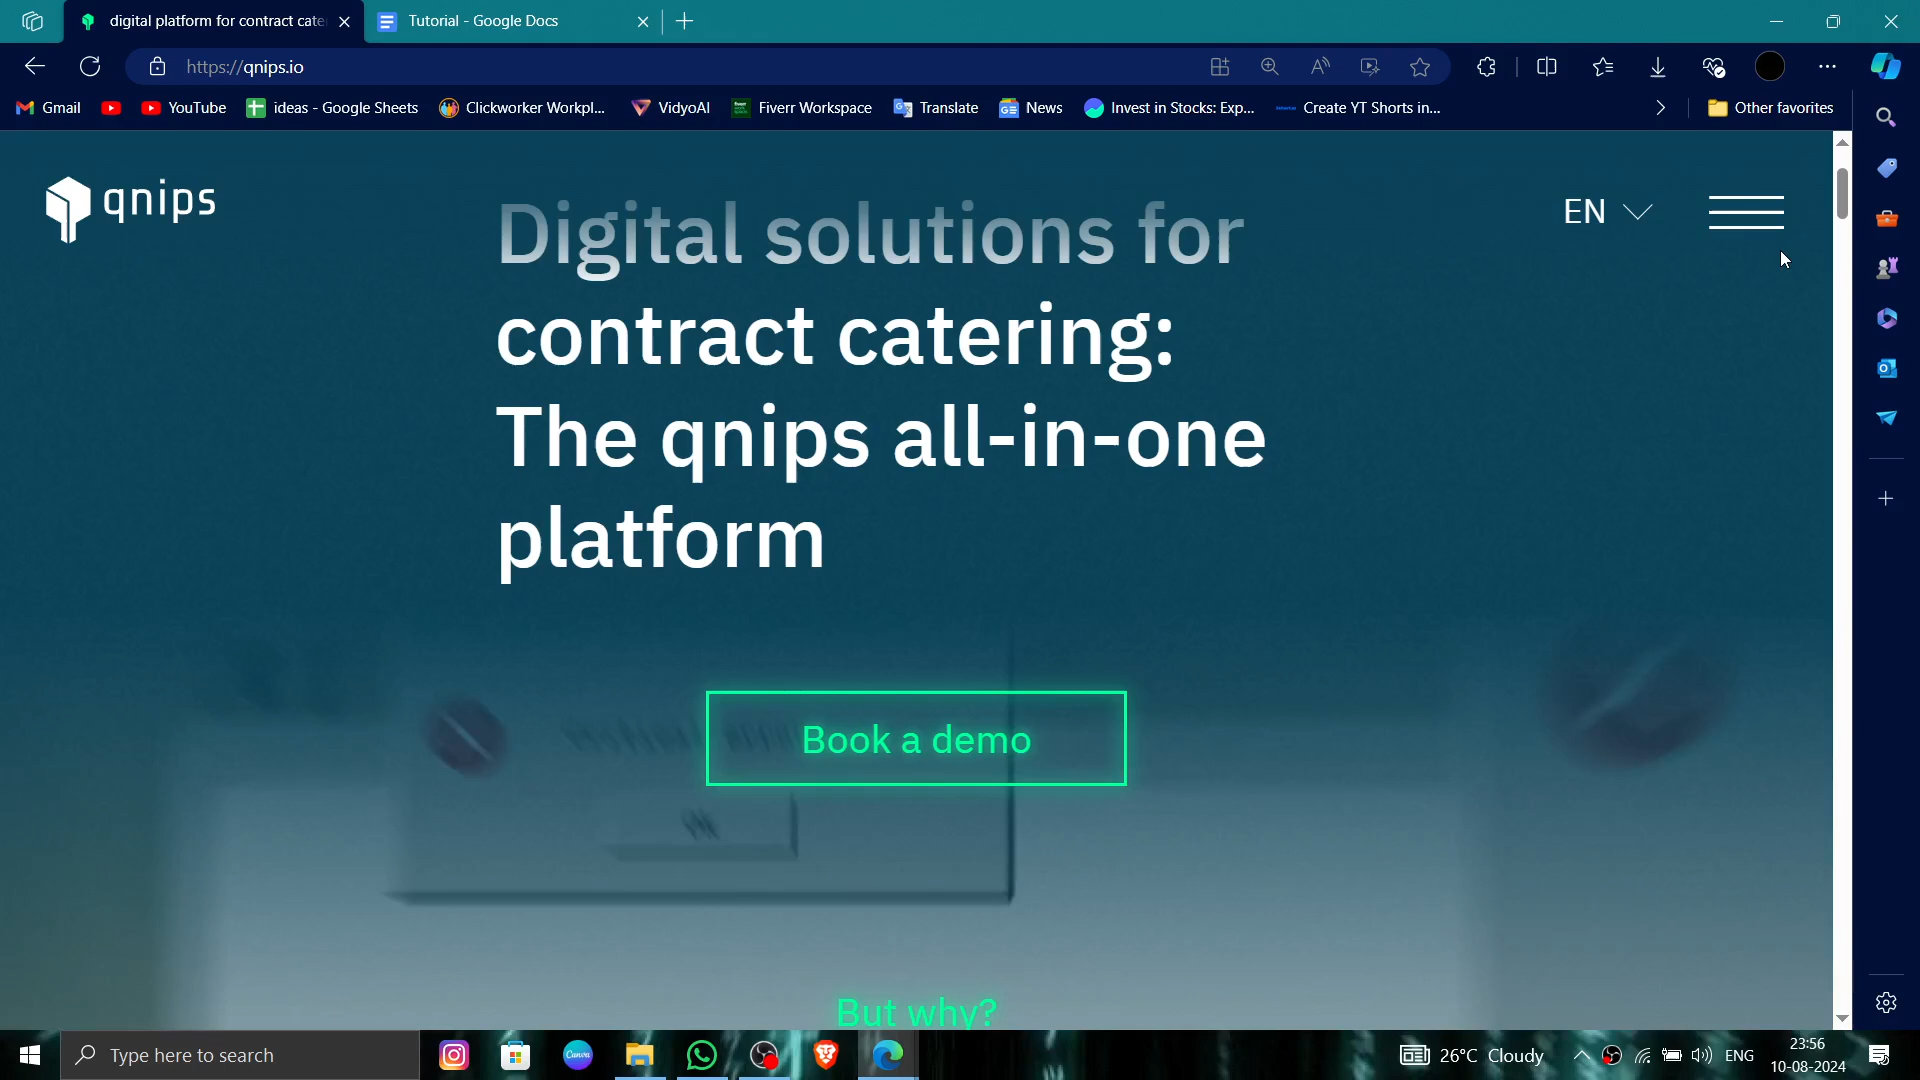 digital platform for contract cate
Tutorial - Google Docs
https://qnips.io
Gmail
YouTube
ideas - Google Sheets
Clickworker Workpl...
VidyoAI
Fiverr Workspace
Translate
News
Invest in Stocks: Exp...
Create YT Shorts in...
Other favorites
qnips
EN
Digital solutions for
contract catering:
The qnips all-in-one
platform
Book a demo
But why?
Type here to search
Canva
26°C Cloudy
ENG
23:56
10-08-2024